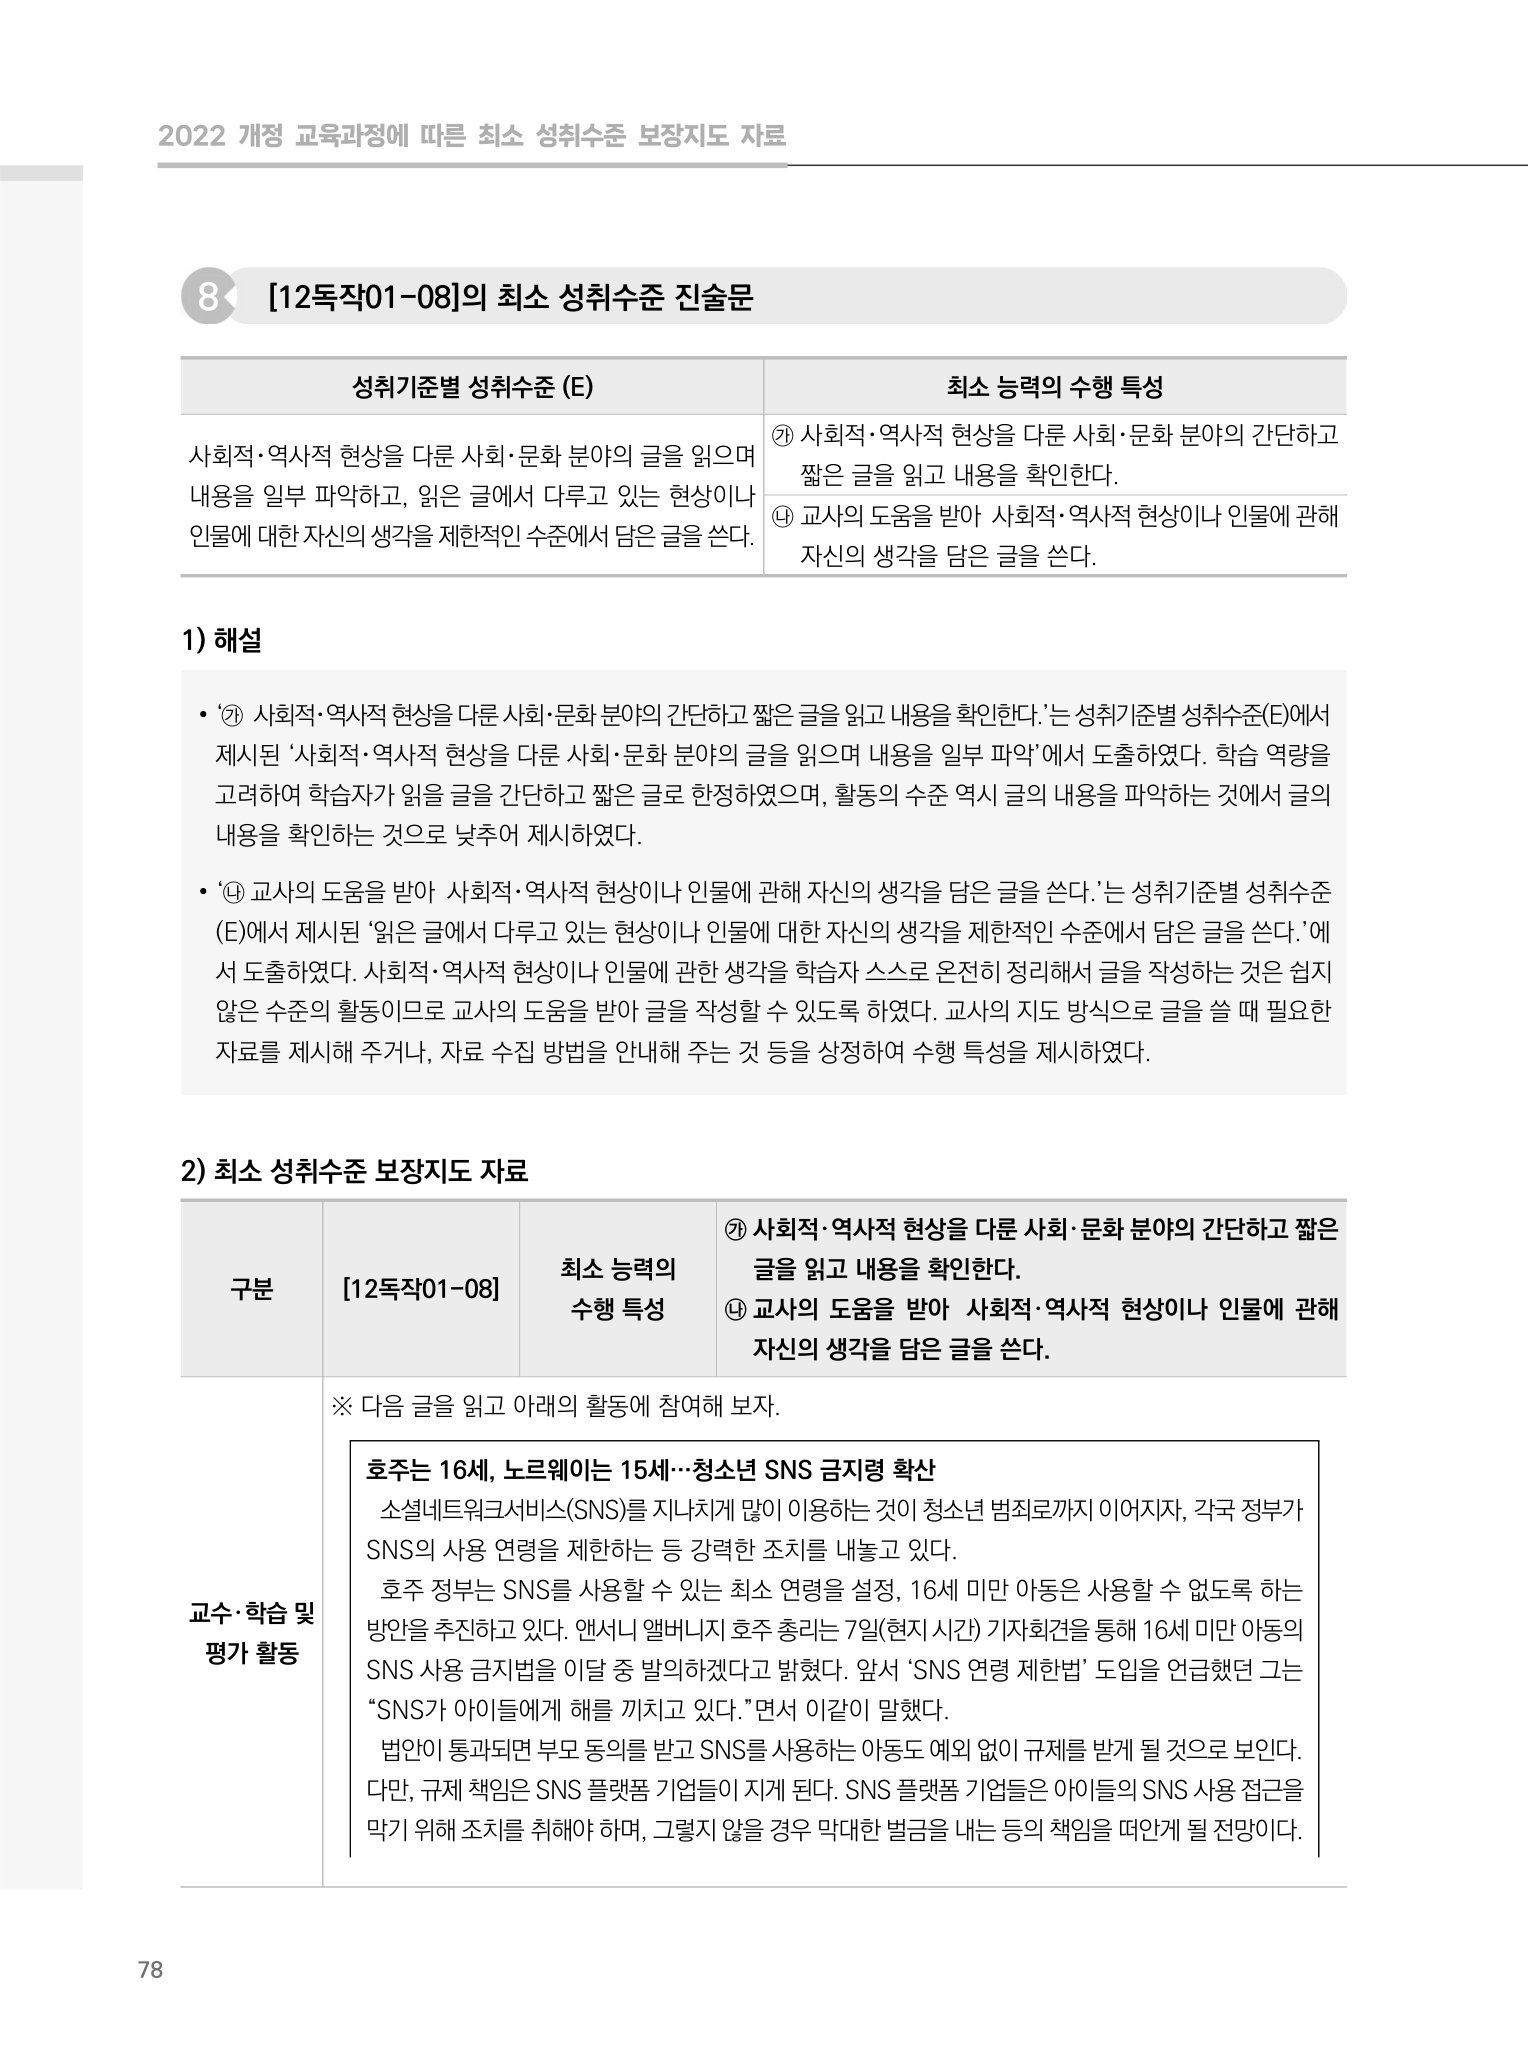 2022 개정 교육과정에 따른 최소 성취수준 보장지도 자료
8 [12독작01-08]의 최소 성취수준 진술문
성취기준별 성취수준 (E)
최소 능력의 수행 특성
사회적·역사적 현상을 다룬 사회·문화 분야의 글을 읽으며
내용을 일부 파악하고, 읽은 글에서 다루고 있는 현상이나
인물에 대한 자신의 생각을 제한적인 수준에서 담은 글을 쓴다.
㉮ 사회적·역사적 현상을 다룬 사회·문화 분야의 간단하고
짧은 글을 읽고 내용을 확인한다.
㉯ 교사의 도움을 받아 사회적·역사적 현상이나 인물에 관해
자신의 생각을 담은 글을 쓴다.
1) 해설
• ‘㉮ 사회적·역사적 현상을 다룬 사회·문화 분야의 간단하고 짧은 글을 읽고 내용을 확인한다.’는 성취기준별 성취수준(E)에서
제시된 ‘사회적·역사적 현상을 다룬 사회·문화 분야의 글을 읽으며 내용을 일부 파악’에서 도출하였다. 학습 역량을
고려하여 학습자가 읽을 글을 간단하고 짧은 글로 한정하였으며, 활동의 수준 역시 글의 내용을 파악하는 것에서 글의
내용을 확인하는 것으로 낮추어 제시하였다.
• ‘㉯ 교사의 도움을 받아 사회적·역사적 현상이나 인물에 관해 자신의 생각을 담은 글을 쓴다.’는 성취기준별 성취수준
(E)에서 제시된 ‘읽은 글에서 다루고 있는 현상이나 인물에 대한 자신의 생각을 제한적인 수준에서 담은 글을 쓴다.’에
서 도출하였다. 사회적·역사적 현상이나 인물에 관한 생각을 학습자 스스로 온전히 정리해서 글을 작성하는 것은 쉽지
않은 수준의 활동이므로 교사의 도움을 받아 글을 작성할 수 있도록 하였다. 교사의 지도 방식으로 글을 쓸 때 필요한
자료를 제시해 주거나, 자료 수집 방법을 안내해 주는 것 등을 상정하여 수행 특성을 제시하였다.
2) 최소 성취수준 보장지도 자료
구분
[12독작01-08]
최소 능력의
수행 특성
㉮ 사회적·역사적 현상을 다룬 사회·문화 분야의 간단하고 짧은
글을 읽고 내용을 확인한다.
㉯ 교사의 도움을 받아 사회적·역사적 현상이나 인물에 관해
자신의 생각을 담은 글을 쓴다.
교수·학습 및
평가 활동
※ 다음 글을 읽고 아래의 활동에 참여해 보자.
호주는 16세, 노르웨이는 15세…청소년 SNS 금지령 확산
소셜네트워크서비스(SNS)를 지나치게 많이 이용하는 것이 청소년 범죄로까지 이어지자, 각국 정부가
SNS의 사용 연령을 제한하는 등 강력한 조치를 내놓고 있다.
호주 정부는 SNS를 사용할 수 있는 최소 연령을 설정, 16세 미만 아동은 사용할 수 없도록 하는
방안을 추진하고 있다. 앤서니 앨버니지 호주 총리는 7일(현지 시간) 기자회견을 통해 16세 미만 아동의
SNS 사용 금지법을 이달 중 발의하겠다고 밝혔다. 앞서 ‘SNS 연령 제한법’ 도입을 언급했던 그는
“SNS가 아이들에게 해를 끼치고 있다.”면서 이같이 말했다.
법안이 통과되면 부모 동의를 받고 SNS를 사용하는 아동도 예외 없이 규제를 받게 될 것으로 보인다.
다만, 규제 책임은 SNS 플랫폼 기업들이 지게 된다. SNS 플랫폼 기업들은 아이들의 SNS 사용 접근을
막기 위해 조치를 취해야 하며, 그렇지 않을 경우 막대한 벌금을 내는 등의 책임을 떠안게 될 전망이다.
78